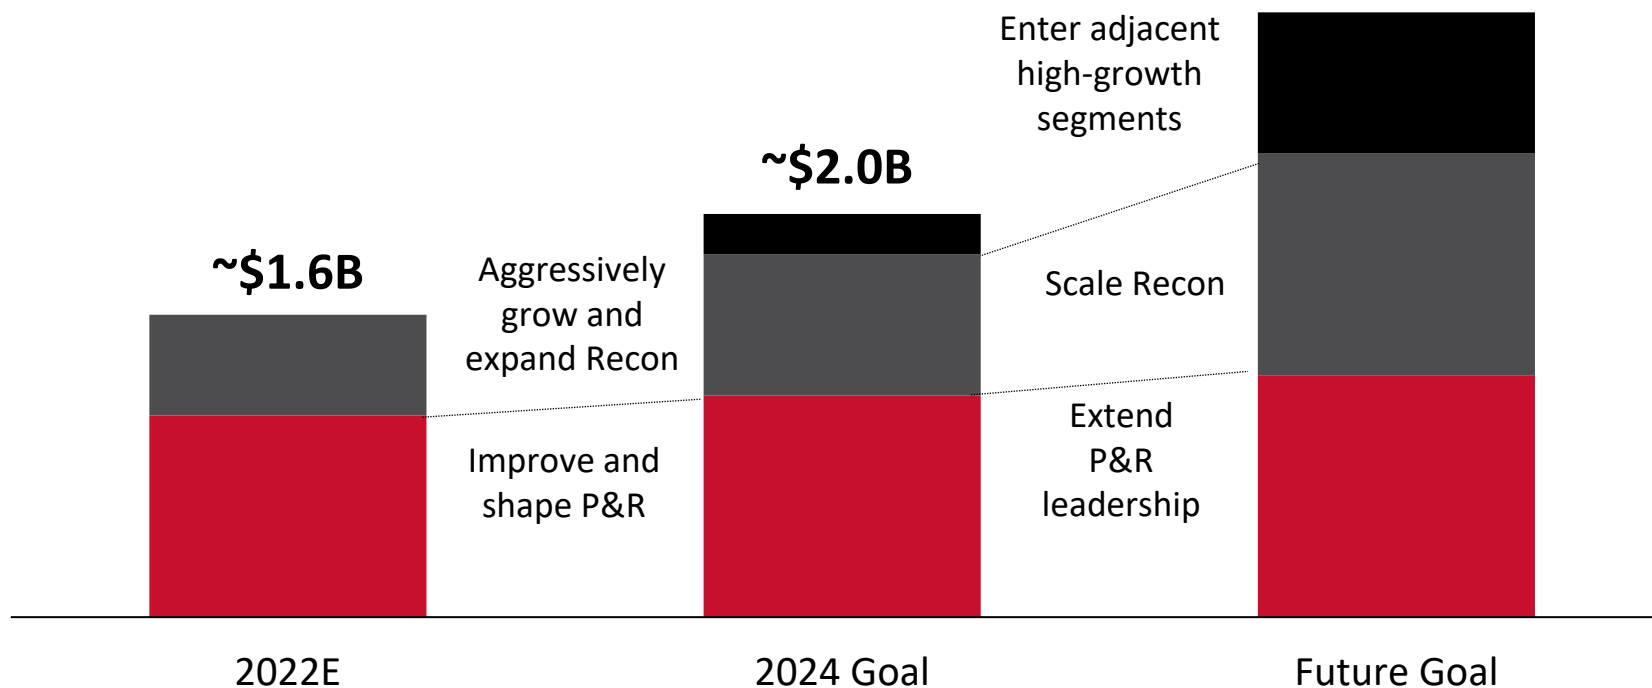 Enter adjacent
high-growth
segments
~$2.0B
~$1.6B
Aggressively
grow and
expand Recon
Scale Recon
Improve and
shape P&R
Extend
P&R
leadership
2022E
2024 Goal
Future Goal